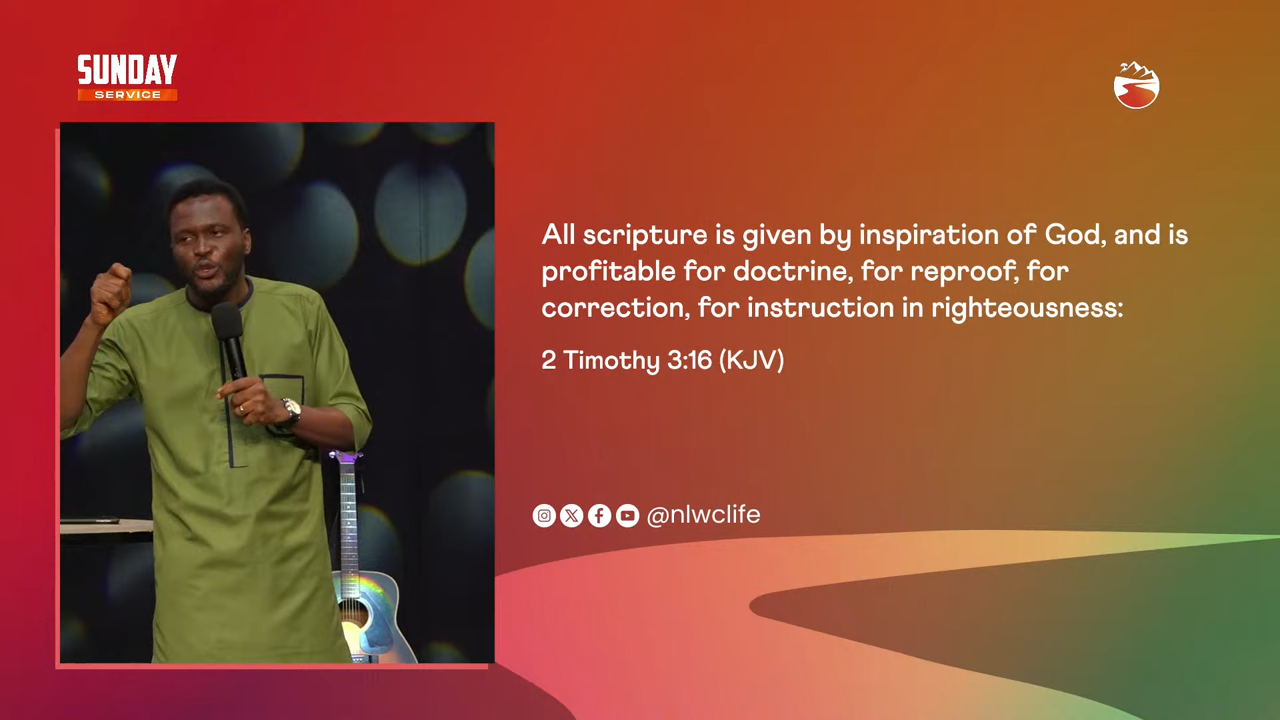 SUNDAY
SERVICE
All scripture is given by inspiration of God, and is
profitable for doctrine, for reproof, for
correction, for instruction in righteousness:
2 Timothy 3:16 (KJV)
@nlwclife